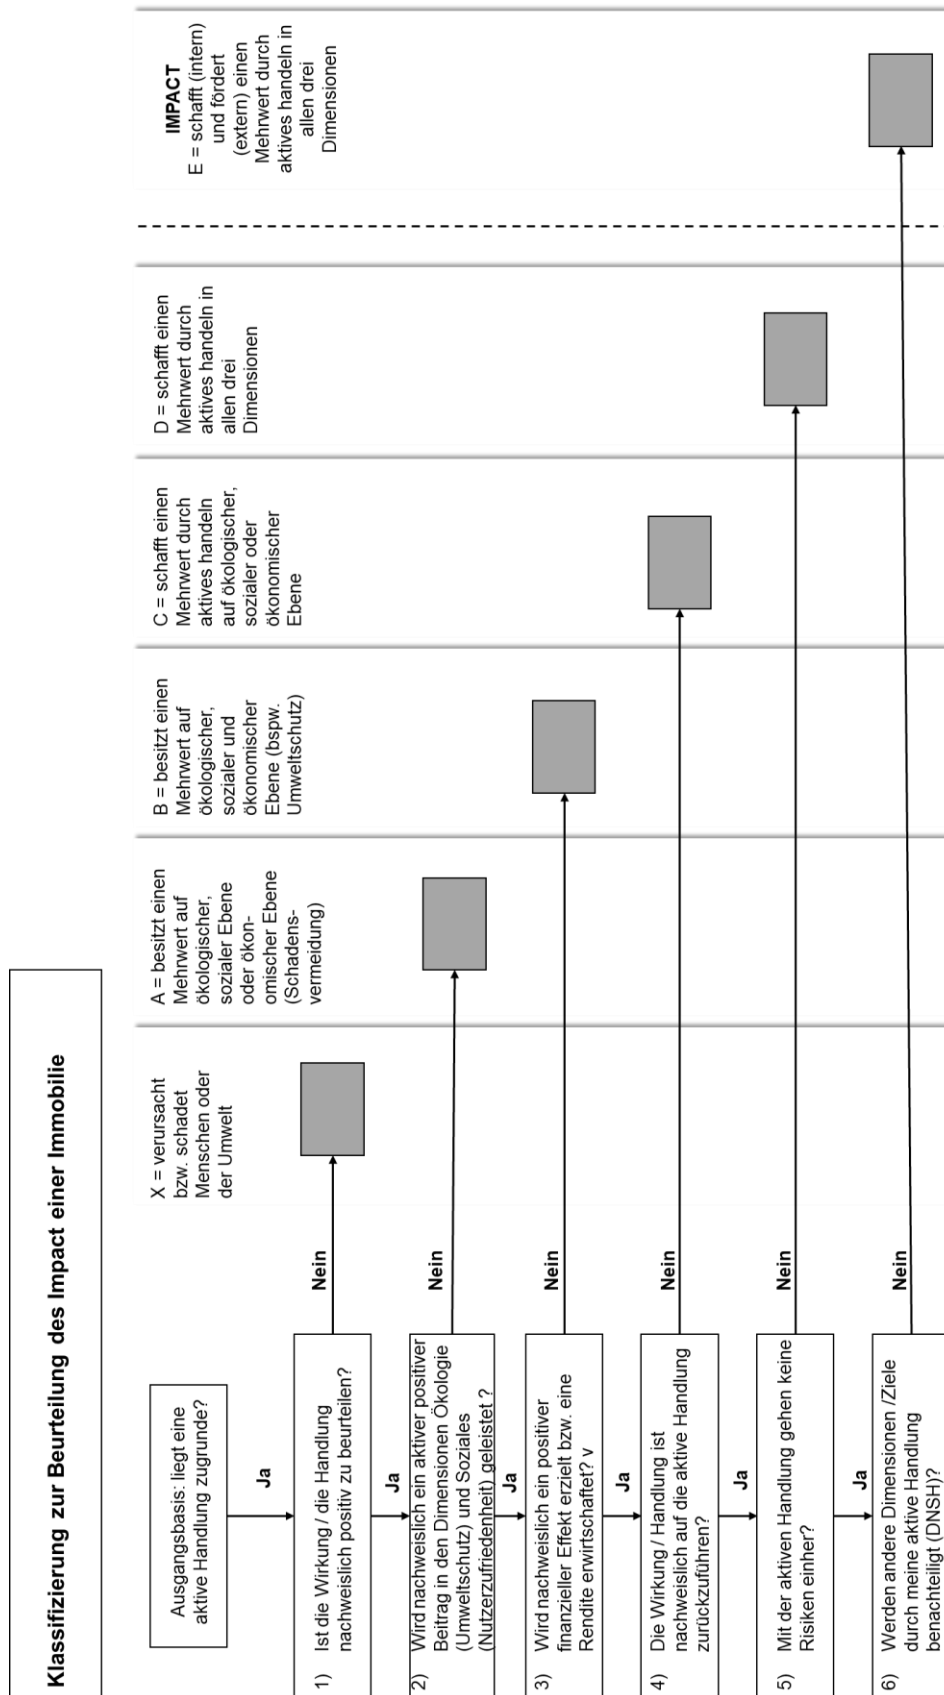 Klassifizierung zur Beurteilung des Impact einer Immobilie
Ausgangsbasis: liegt eine
aktive Handlung zugrunde?
Ja
1) Ist die Wirkung / die Handlung
nachweislich positiv zu beurteilen?
Nein
Ja
2) Wird nachweislich ein aktiver positiver
Beitrag in den Dimensionen Ökologie
(Umweltschutz) und Soziales
(Nutzerzufriedenheit) geleistet ?
Nein
Ja
3) Wird nachweislich ein positiver
finanzieller Effekt erzielt bzw. eine
Rendite erwirtschaftet? v
Nein
Ja
4) Die Wirkung / Handlung ist
nachweislich auf die aktive Handlung
zurückzuführen?
Nein
Ja
5) Mit der aktiven Handlung gehen keine
Risiken einher?
Nein
Ja
6) Werden andere Dimensionen /Ziele
durch meine aktive Handlung
benachteiligt (DNSH)?
Nein
X = verursacht
bzw. schadet
Menschen oder
der Umwelt
A = besitzt einen
Mehrwert auf
ökologischer,
sozialer Ebene
oder ökon-
omischer Ebene
(Schadens-
vermeidung)
B = besitzt einen
Mehrwert auf
ökologischer,
sozialer und
ökonomischer
Ebene (bspw.
Umweltschutz)
C = schafft einen
Mehrwert durch
aktives handeln
auf ökologischer,
sozialer oder
ökonomischer
Ebene
D = schafft einen
Mehrwert durch
aktives handeln in
allen drei
Dimensionen
IMPACT
E = schafft (intern)
und fördert
(extern) einen
Mehrwert durch
aktives handeln in
allen drei
Dimensionen